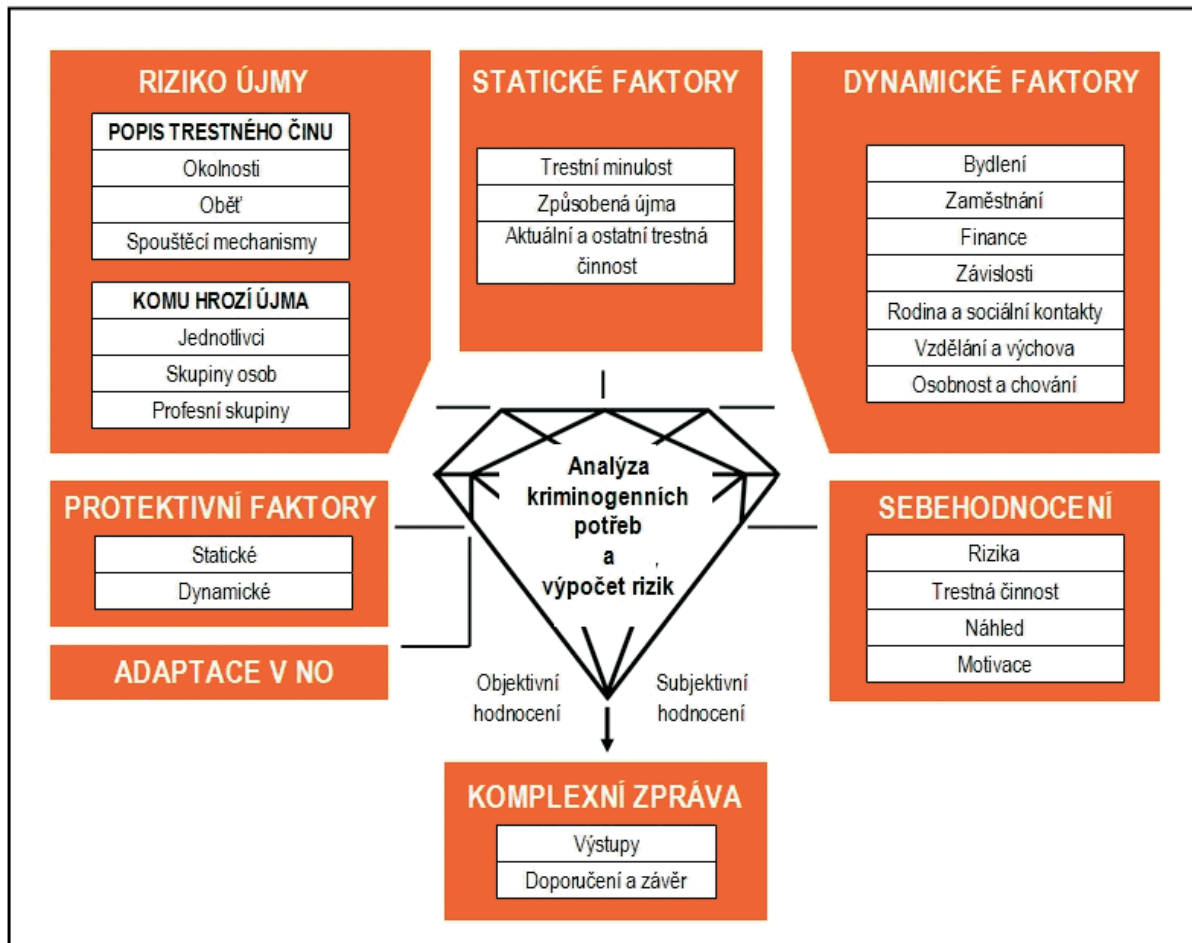 RIZIKO ÚJMY
POPIS TRESTNÉHO ČINU
Okolnosti
Oběť
Spouštěcí mechanismy
KOMU HROZÍ ÚJMA
Jednotlivci
Skupiny osob
Profesní skupiny
STATICKÉ FAKTORY
Trestní minulost
Způsobená újma
Aktuální a ostatní trestná
činnost
DYNAMICKÉ FAKTORY
Bydlení
Zaměstnání
Finance
Závislosti
Rodina a sociální kontakty
Vzdělání a výchova
Osobnost a chování
Analýza
kriminogenních
potřeb
a
výpočet rizik
PROTEKTIVNÍ FAKTORY
Statické
Dynamické
ADAPTACE V NO
SEBEHODNOCENÍ
Rizika
Trestná činnost
Náhled
Motivace
Objektivní
hodnocení
Subjektivní
hodnocení
KOMPLEXNÍ ZPRÁVA
Výstupy
Doporučení a závěr